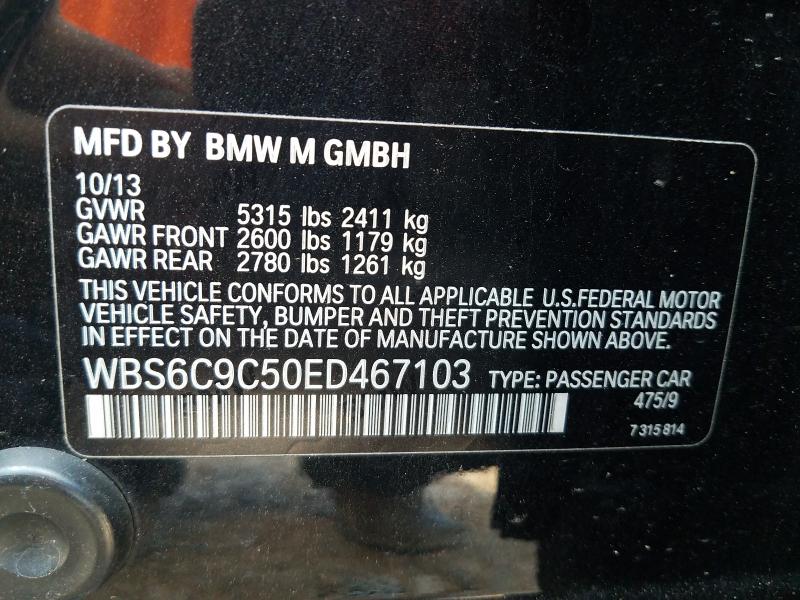 MFD BY BMW M GMBH
10/13
GVWR 5315 lbs 2411 kg
GAWR FRONT 2600 lbs 1179 kg
GAWR REAR 2780 lbs 1261 kg
THIS VEHICLE CONFORMS TO ALL APPLICABLE U.S.FEDERAL MOTOR
VEHICLE SAFETY, BUMPER AND THEFT PREVENTION STANDARDS
IN EFFECT ON THE DATE OF MANUFACTURE SHOWN ABOVE.
WBS6C9C50ED467103 TYPE: PASSENGER CAR
475/9
7 315 814